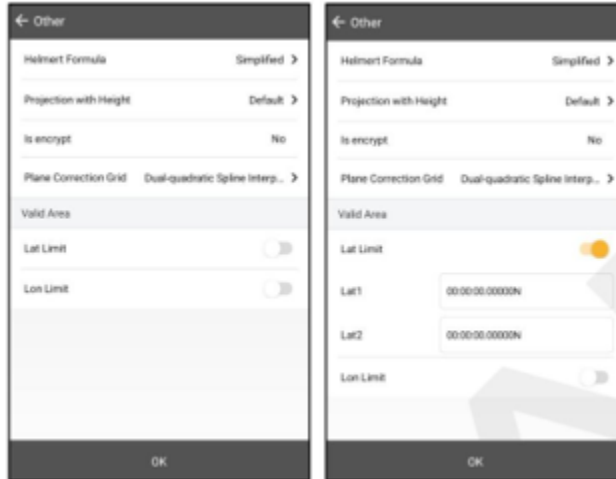 ← Other
Helmert Formula Simplified >
Projection with Height Default >
Is encrypt No
Plane Correction Grid Dual-quadratic Spline Interp... >
Valid Area
Lat Limit
Lon Limit
OK
← Other
Helmert Formula Simplified >
Projection with Height Default >
Is encrypt No
Plane Correction Grid Dual-quadratic Spline Interp... >
Valid Area
Lat Limit
Lat1 00:00:00.00000N
Lat2 00:00:00.00000N
Lon Limit
OK